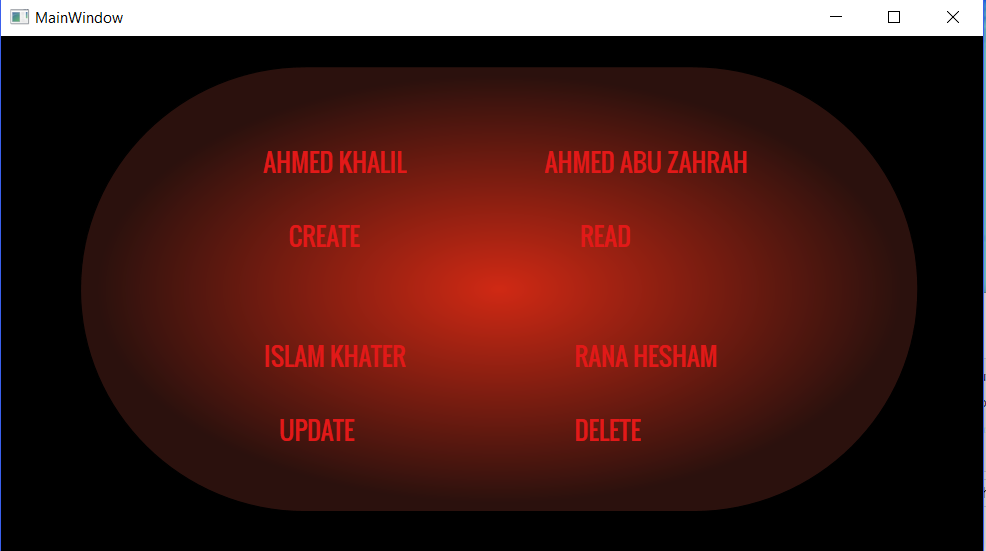 MainWindow
AHMED KHALIL AHMED ABU ZAHRAH
CREATE READ
ISLAM KHATER RANA HESHAM
UPDATE DELETE